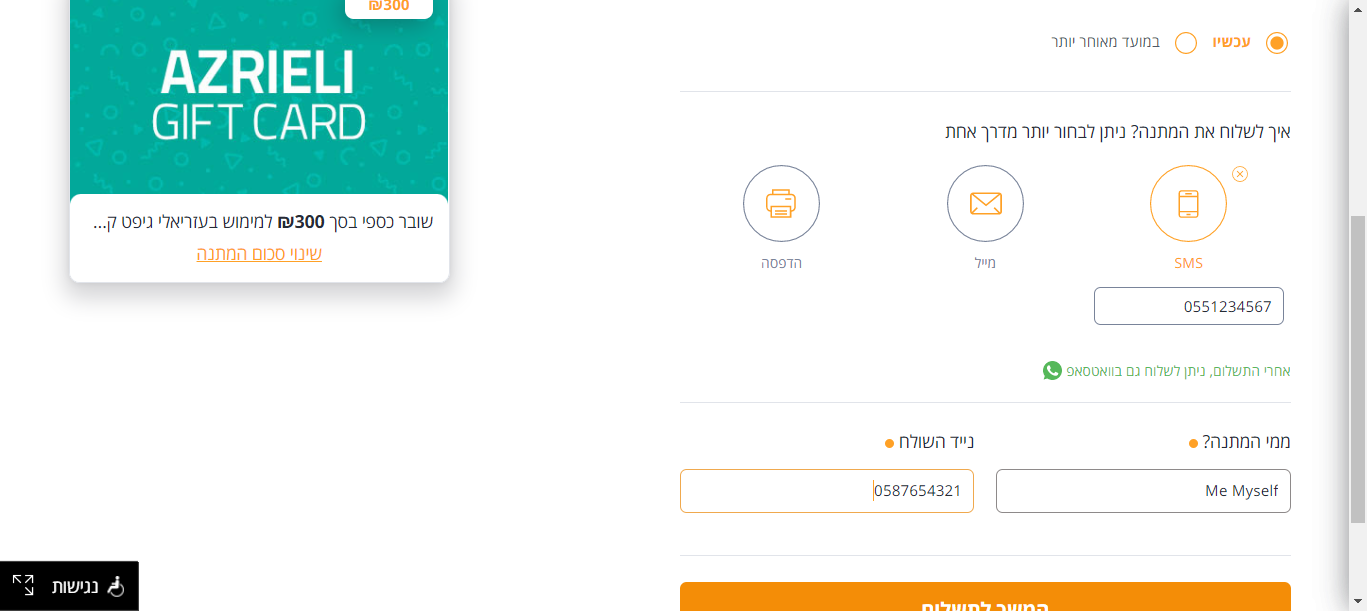 עכשיו
במועד מאוחר יותר
איך לשלוח את המתנה? ניתן לבחור יותר מדרך אחת
SMS
מייל
הדפסה
0551234567
אחרי התשלום, ניתן לשלוח גם בוואטסאפ
ממי המתנה?
נייד השולח
Me Myself
0587654321
המשך לתשלום
₪300
AZRIELI
GIFT CARD
שובר כספי בסך ₪300 למימוש בעזריאלי גיפט ק...
שינוי סכום המתנה
נגישות